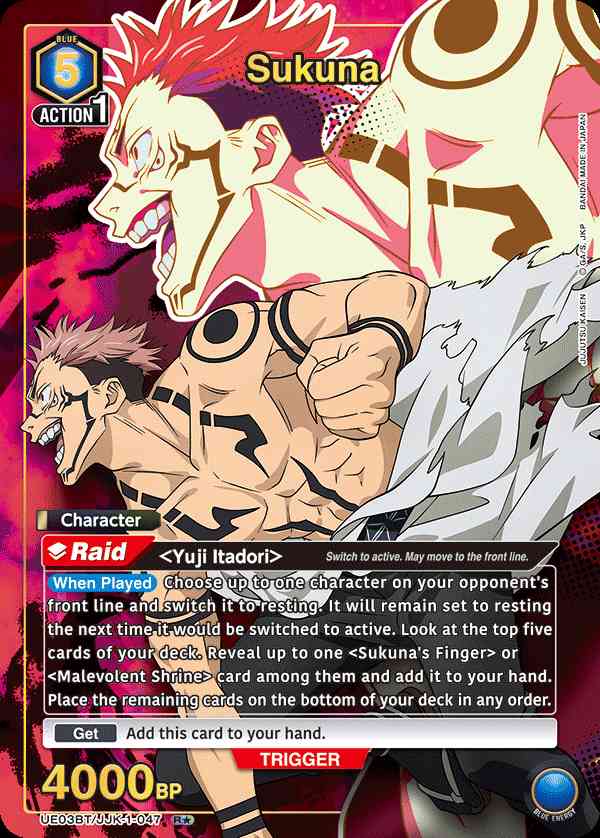 BLUE
5
ACTION 1
Sukuna
JUJUTSU KAISEN © GA/S, JKP BANDAI MADE IN JAPAN
Character
Raid <Yuji Itadori> Switch to active. May move to the front line.
When Played Choose up to one character on your opponent's
front line and switch it to resting. It will remain set to resting
the next time it would be switched to active. Look at the top five
cards of your deck. Reveal up to one <Sukuna's Finger> or
<Malevolent Shrine> card among them and add it to your hand.
Place the remaining cards on the bottom of your deck in any order.
Get Add this card to your hand.
TRIGGER
4000BP
UE03BT/JJK-1-047 R★
BLUE ENERGY